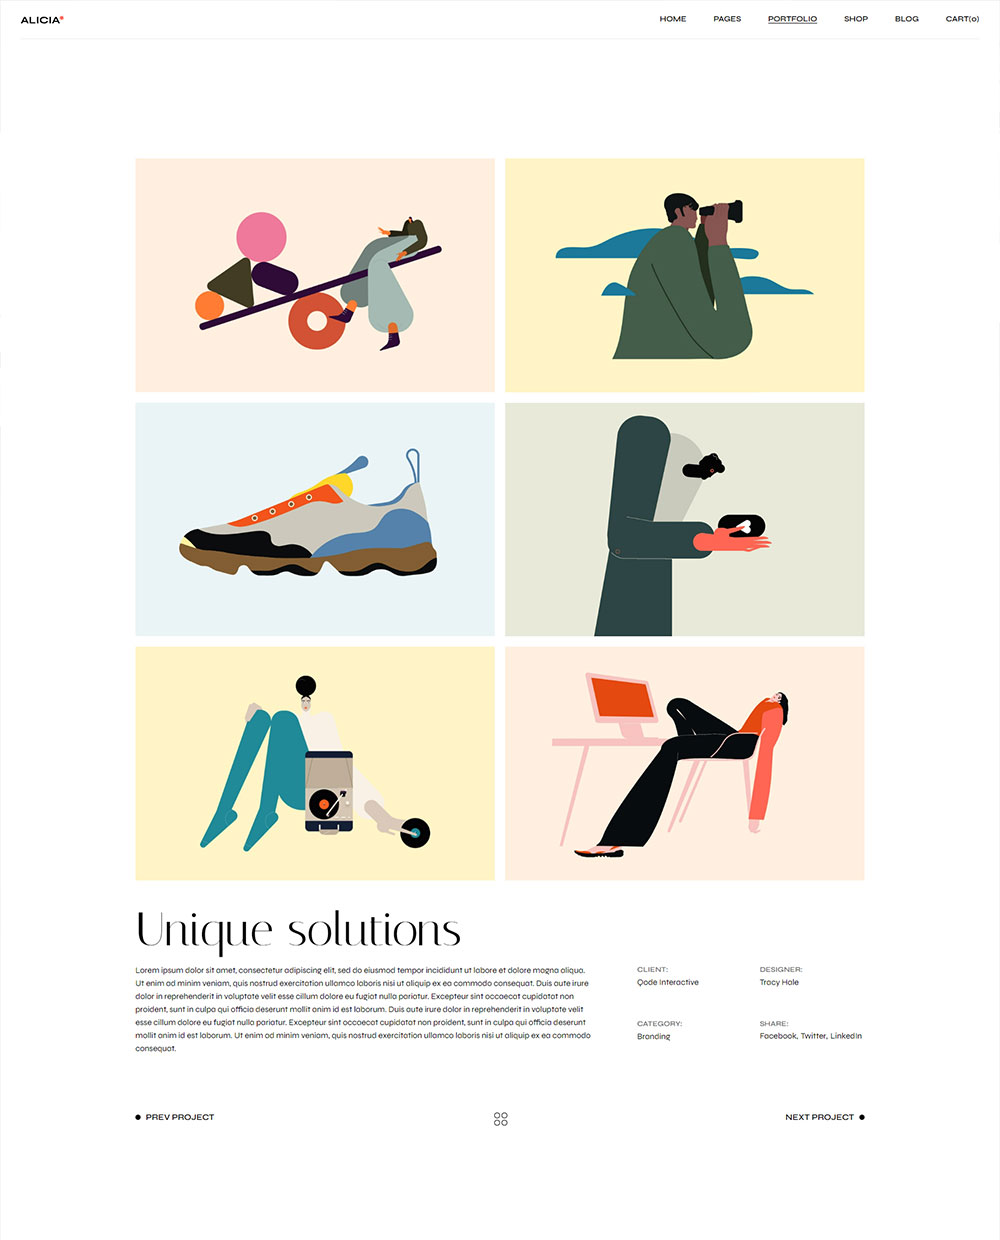 ALICIA*
HOME PAGES PORTFOLIO SHOP BLOG CART(0)
Unique solutions
Lorem ipsum dolor sit amet, consectetur adipiscing elit, sed do eiusmod tempor incididunt ut labore et dolore magna aliqua.
Ut enim ad minim veniam, quis nostrud exercitation ullamco laboris nisi ut aliquip ex ea commodo consequat. Duis aute irure
dolor in reprehenderit in voluptate velit esse cillum dolore eu fugiat nulla pariatur. Excepteur sint occaecat cupidatat non
proident, sunt in culpa qui officia deserunt mollit anim id est laborum. Duis aute irure dolor in reprehenderit in voluptate velit
esse cillum dolore eu fugiat nulla pariatur. Excepteur sint occaecat cupidatat non proident, sunt in culpa qui officia deserunt
mollit anim id est laborum. Ut enim ad minim veniam, quis nostrud exercitation ullamco laboris nisi ut aliquip ex ea commodo
consequat.
CLIENT:
Qode Interactive
DESIGNER:
Tracy Hale
CATEGORY:
Branding
SHARE:
Facebook, Twitter, LinkedIn
PREV PROJECT
NEXT PROJECT